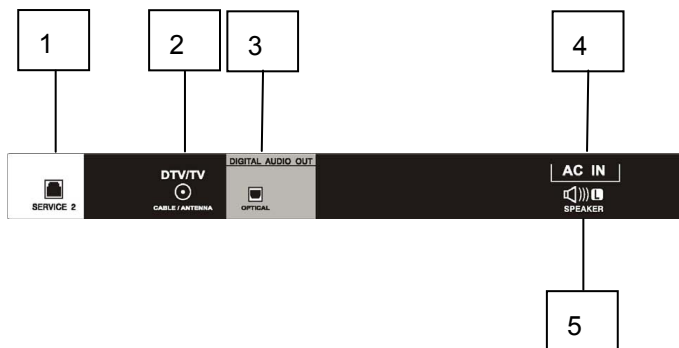 1
2
3
4
SERVICE 2
DTV/TV
CABLE / ANTENNA
DIGITAL AUDIO OUT
OPTICAL
AC IN
L
SPEAKER
5